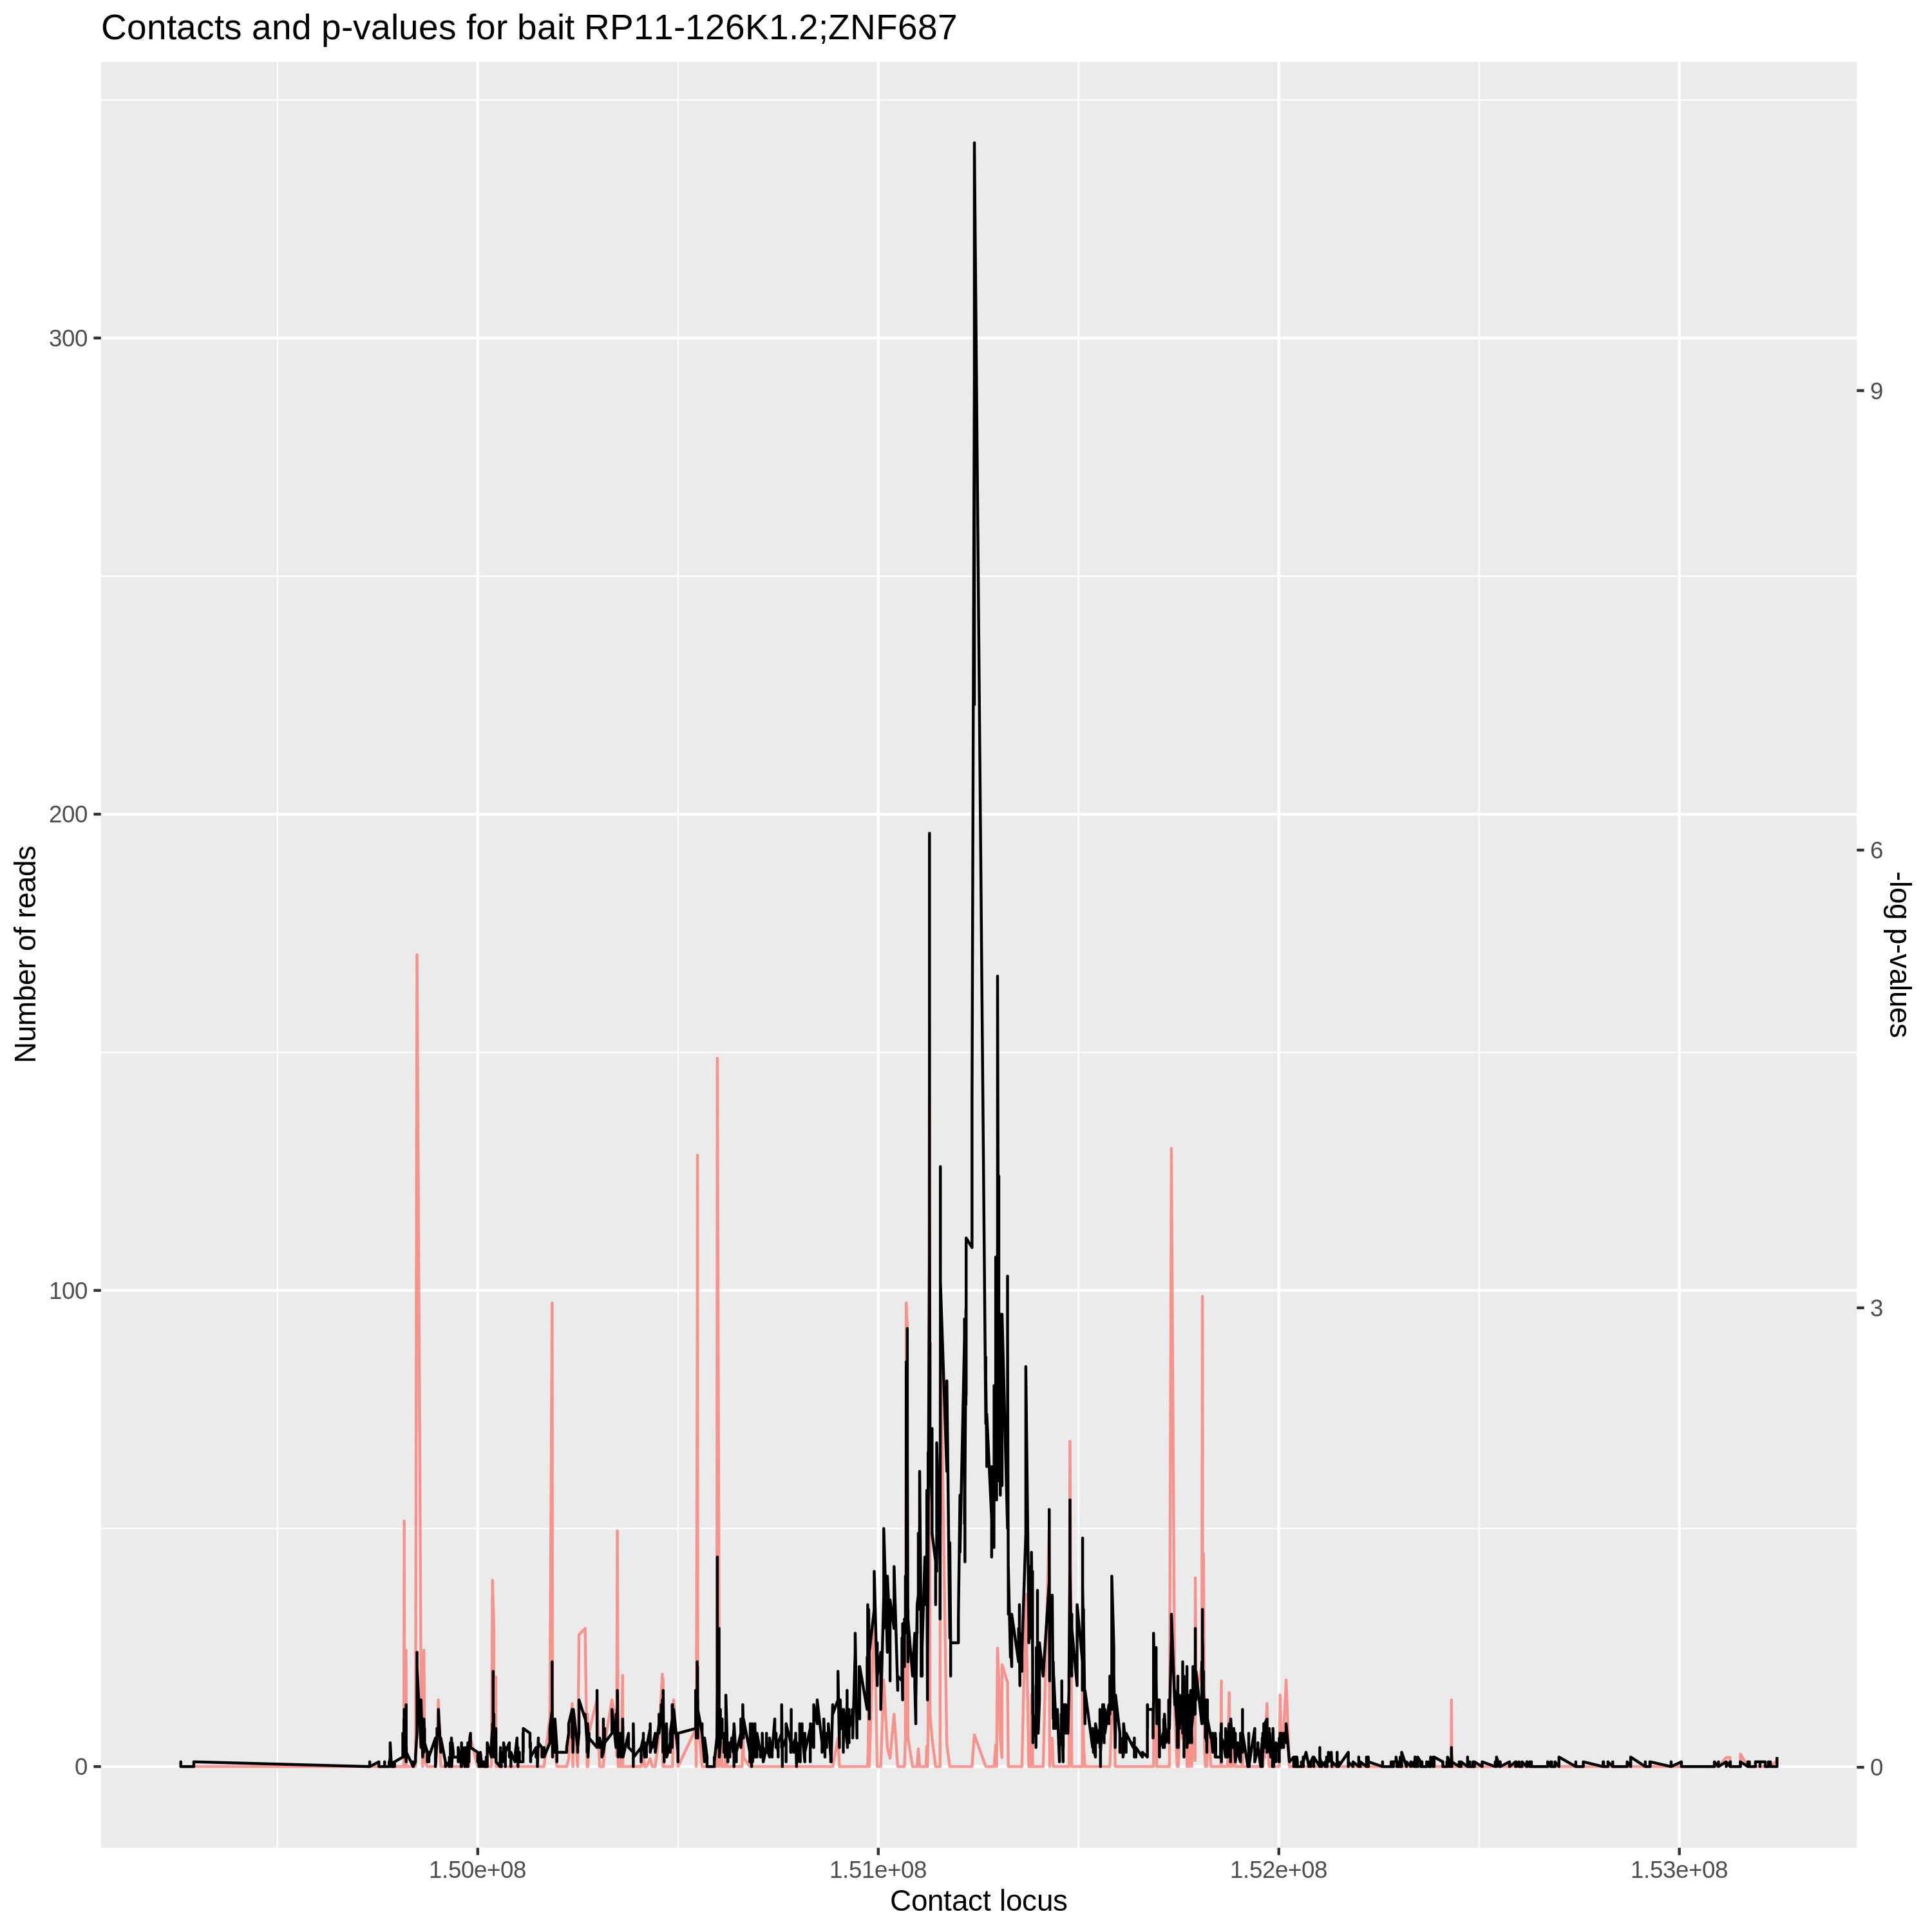 Contacts and p-values for bait RP11-126K1.2;ZNF687
300
200
100
0
Number of reads
9
6
3
0
-log p-values
1.50e+08
1.51e+08
1.52e+08
1.53e+08
Contact locus